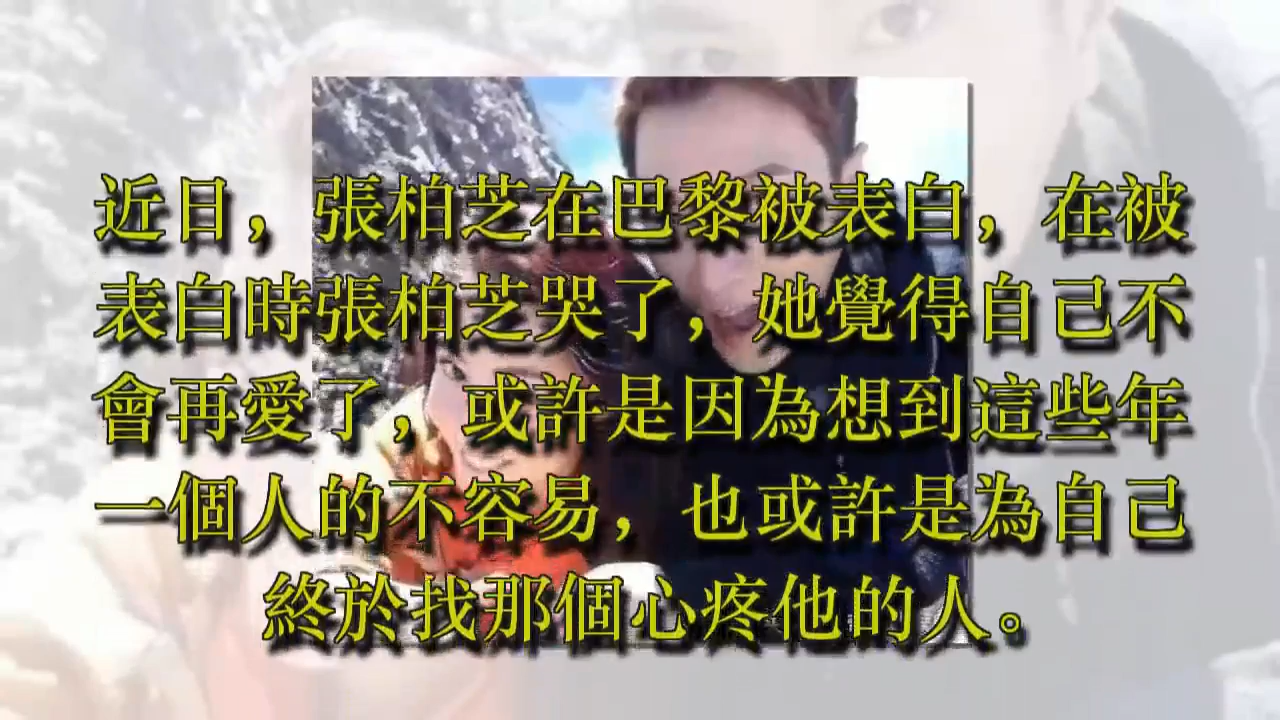 近日，張柏芝在巴黎被表白，在被
表白時張柏芝哭了，她覺得自己不
會再愛了，或許是因為想到這些年
一個人的不容易，也或許是為自己
終於找那個心疼他的人。